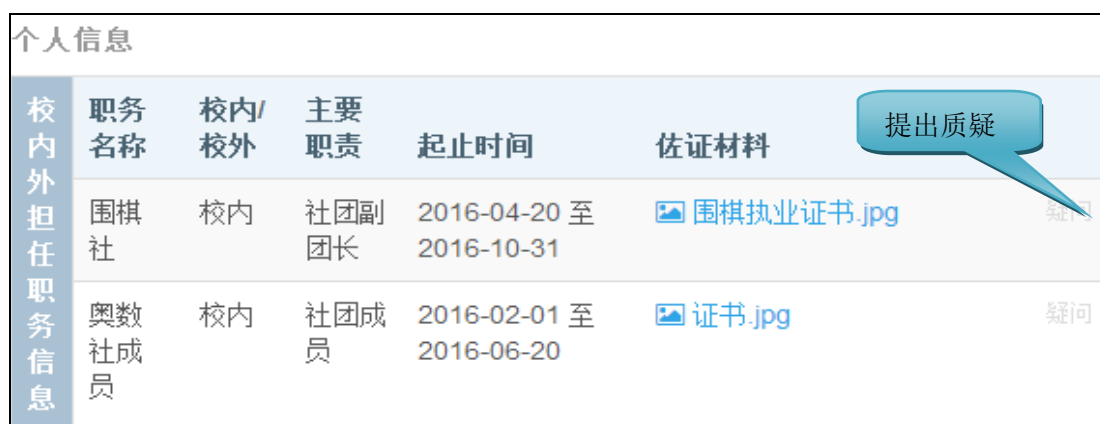 个人信息
校内外担任职务信息
职务名称 校内/校外 主要职责 起止时间 佐证材料
提出质疑
围棋社 校内 社团副团长 2016-04-20 至 2016-10-31 围棋执业证书.jpg 疑问
奥数社成员 校内 社团成员 2016-02-01 至 2016-06-20 证书.jpg 疑问